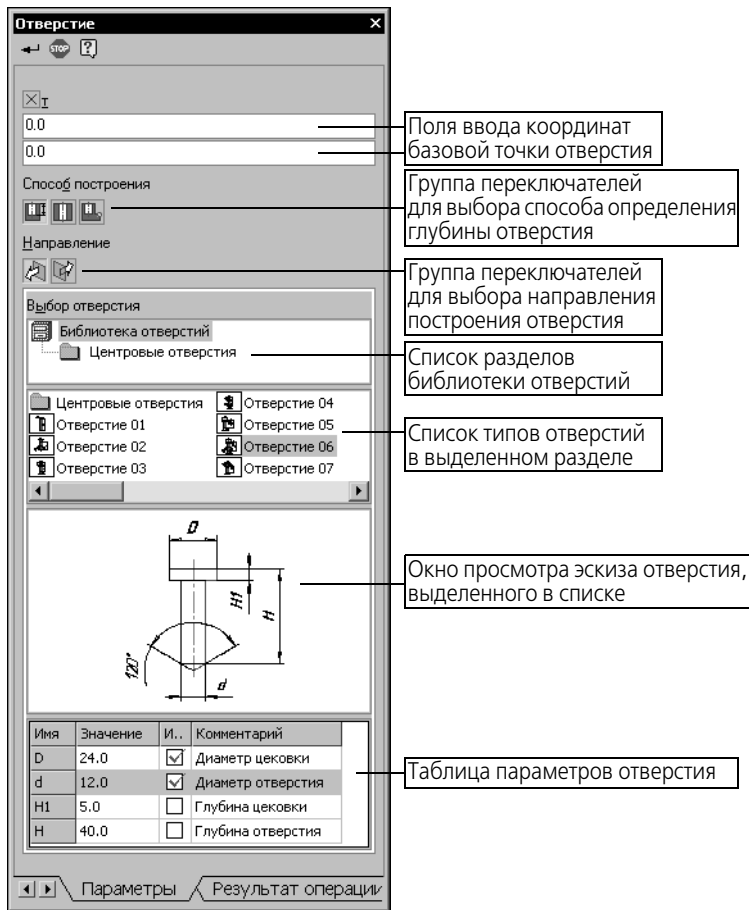 Отверстие
STOP
т
0.0
0.0
Поля ввода координат
базовой точки отверстия
Способ построения
Группа переключателей
для выбора способа определения
глубины отверстия
Направление
Группа переключателей
для выбора направления
построения отверстия
Выбор отверстия
Библиотека отверстий
Центровые отверстия
Список разделов
библиотеки отверстий
Центровые отверстия
Отверстие 01
Отверстие 02
Отверстие 03
Отверстие 04
Отверстие 05
Отверстие 06
Отверстие 07
Список типов отверстий
в выделенном разделе
D
H1
H
120°
d
Окно просмотра эскиза отверстия,
выделенного в списке
Имя Значение И.. Комментарий
D 24.0 Диаметр цековки
d 12.0 Диаметр отверстия
H1 5.0 Глубина цековки
H 40.0 Глубина отверстия
Таблица параметров отверстия
Параметры Результат операции